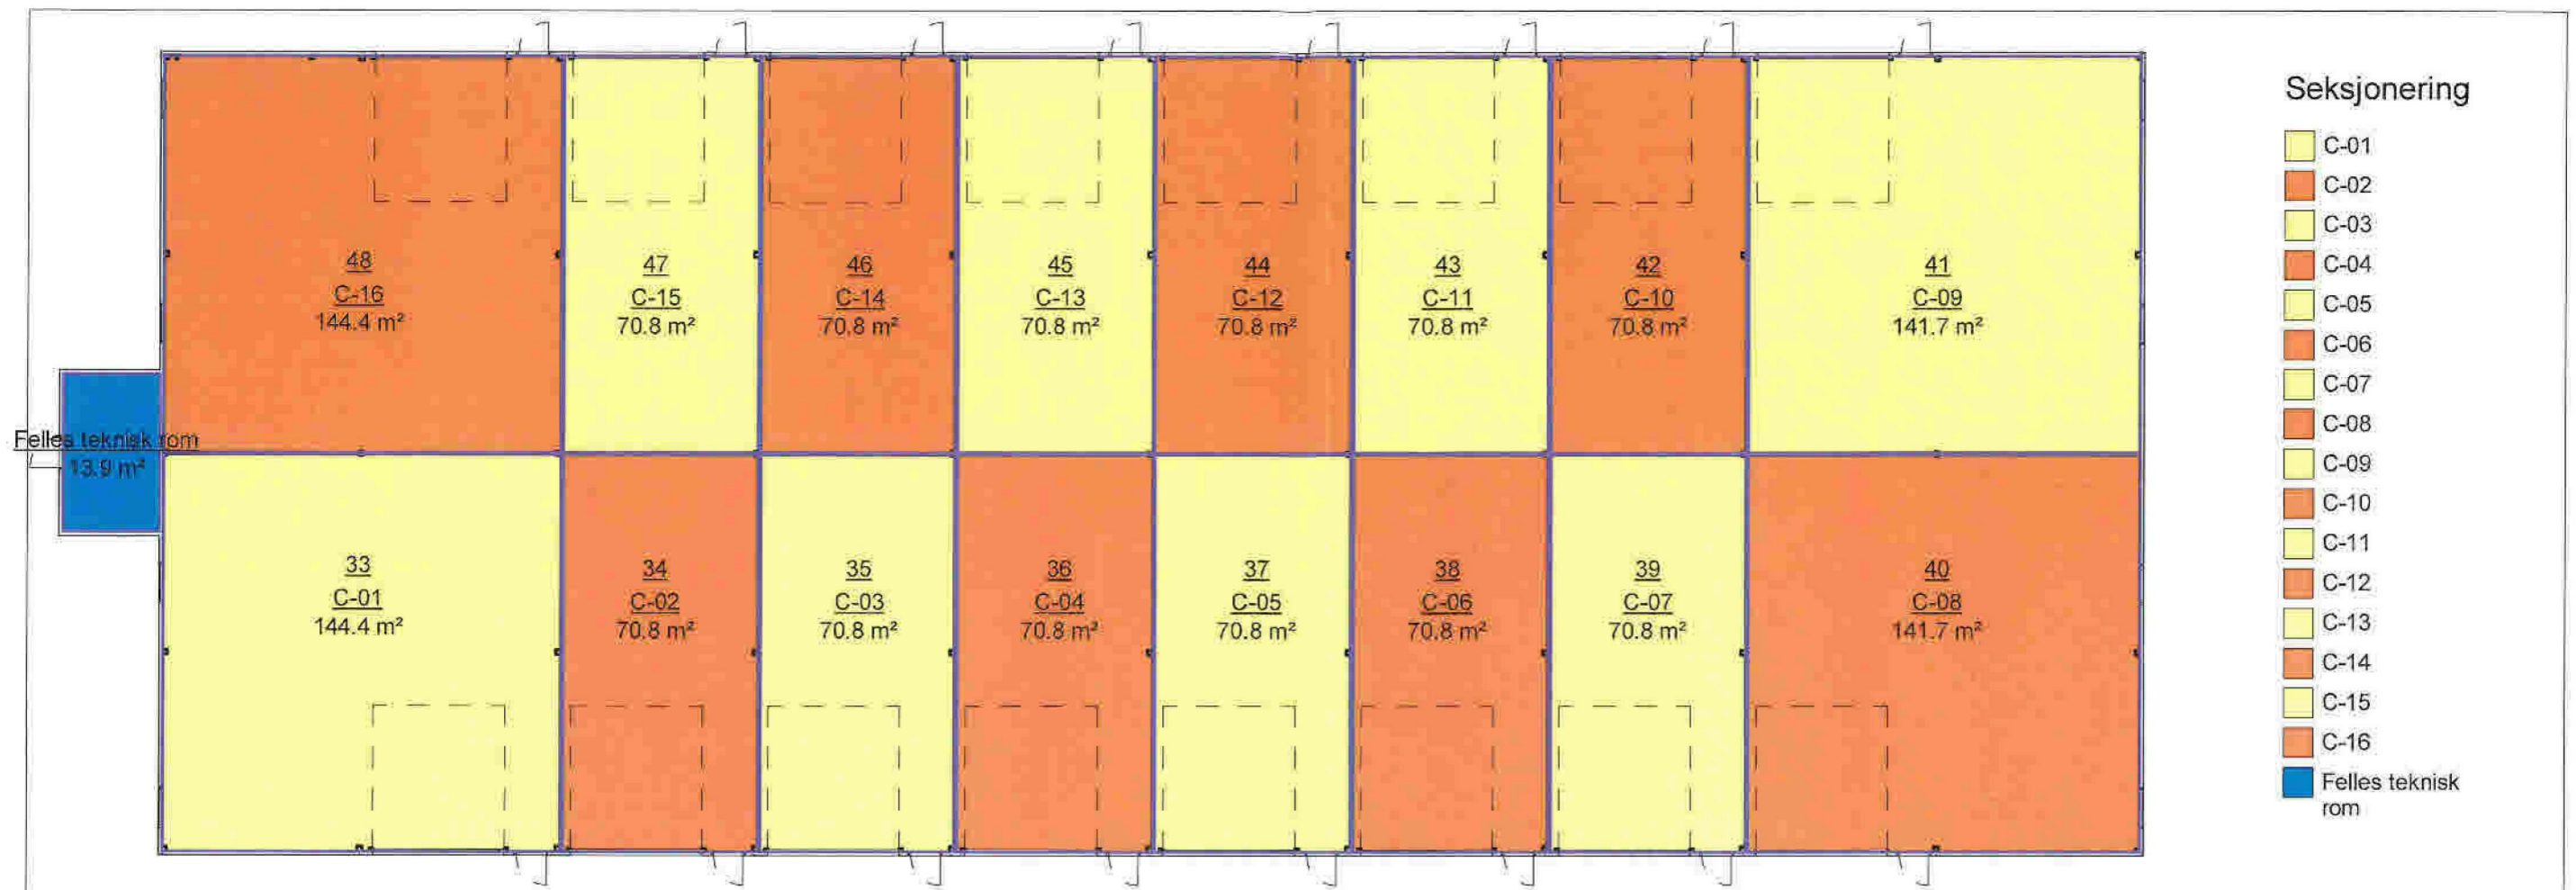 48
C-16
144.4 m²
47
C-15
70.8 m²
46
C-14
70.8 m²
45
C-13
70.8 m²
44
C-12
70.8 m²
43
C-11
70.8 m²
42
C-10
70.8 m²
41
C-09
141.7 m²
Felles teknisk rom
13.9 m²
33
C-01
144.4 m²
34
C-02
70.8 m²
35
C-03
70.8 m²
36
C-04
70.8 m²
37
C-05
70.8 m²
38
C-06
70.8 m²
39
C-07
70.8 m²
40
C-08
141.7 m²
Seksjonering
C-01
C-02
C-03
C-04
C-05
C-06
C-07
C-08
C-09
C-10
C-11
C-12
C-13
C-14
C-15
C-16
Felles teknisk
rom